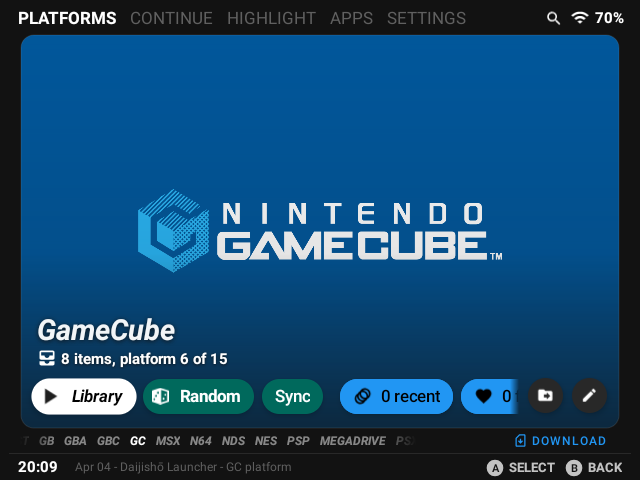 PLATFORMS CONTINUE HIGHLIGHT APPS SETTINGS 70%
NINTENDO
GAMECUBE™
GameCube
8 items, platform 6 of 15
Library Random Sync 0 recent 0
GB GBA GBC GC MSX N64 NDS NES PSP MEGADRIVE DOWNLOAD
20:09 Apr 04 - Daijishō Launcher - GC platform A SELECT B BACK